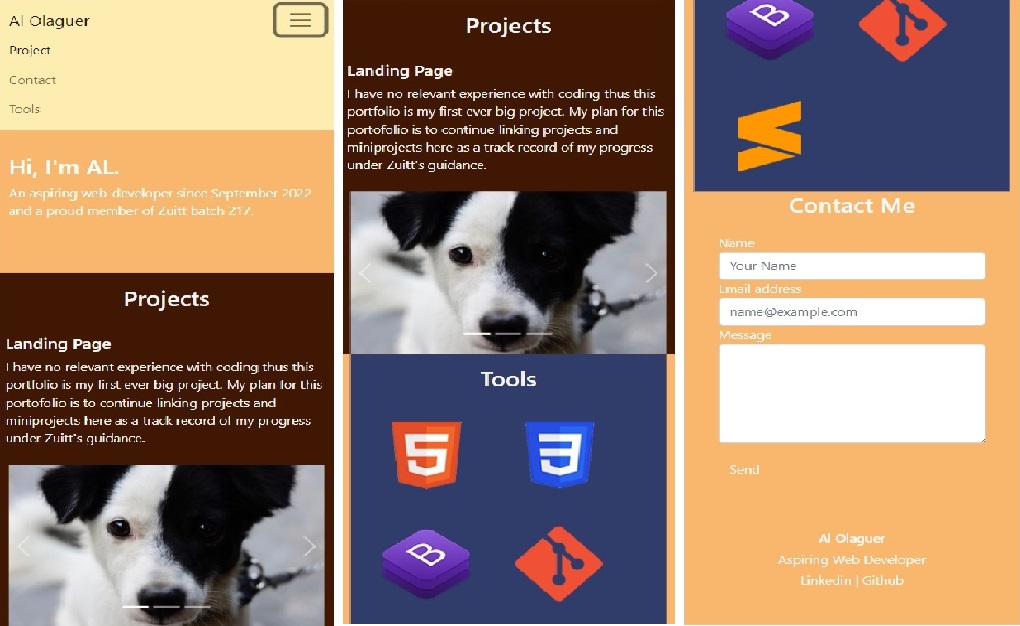 Al Olaguer
Project
Contact
Tools
Hi, I'm AL.
An aspiring web developer since September 2022
and a proud member of Zuitt batch 217.
Projects
Landing Page
I have no relevant experience with coding thus this
portfolio is my first ever big project. My plan for this
portofolio is to continue linking projects and
miniprojects here as a track record of my progress
under Zuitt's guidance.
Projects
Landing Page
I have no relevant experience with coding thus this
portfolio is my first ever big project. My plan for this
portofolio is to continue linking projects and
miniprojects here as a track record of my progress
under Zuitt's guidance.
Tools
5
3
B
B
Contact Me
Name
Your Name
Email address
name@example.com
Message
Send
Al Olaguer
Aspiring Web Developer
Linkedin | Github